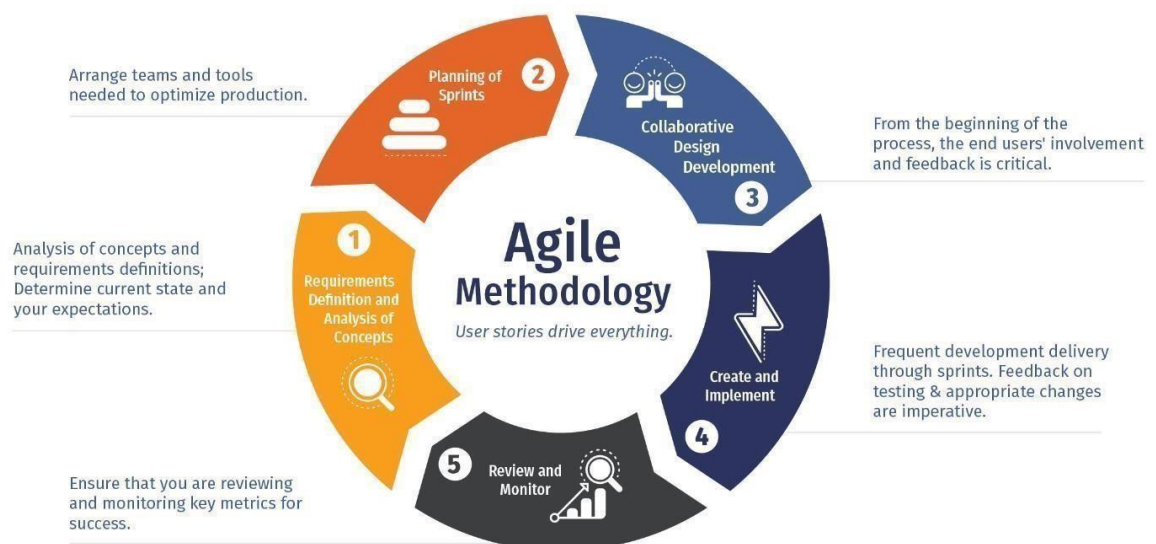 Agile
Methodology
User stories drive everything.
1
Requirements
Definition and
Analysis of
Concepts
Analysis of concepts and
requirements definitions;
Determine current state and
your expectations.
2
Planning of
Sprints
Arrange teams and tools
needed to optimize production.
Collaborative
Design
Development
3
From the beginning of the
process, the end users' involvement
and feedback is critical.
Create and
Implement
4
Frequent development delivery
through sprints. Feedback on
testing & appropriate changes
are imperative.
5
Review and
Monitor
Ensure that you are reviewing
and monitoring key metrics for
success.